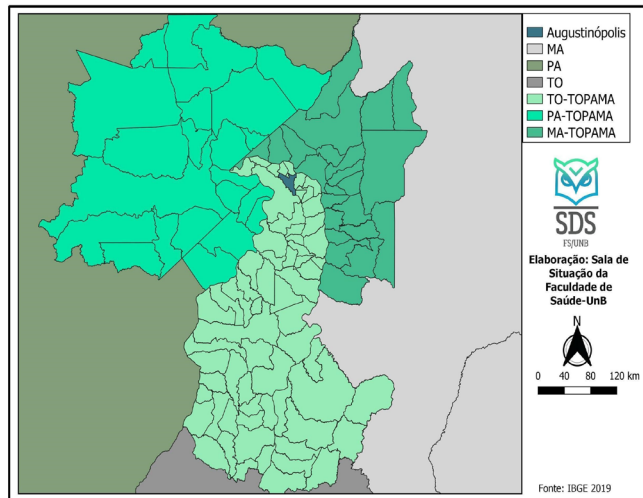 Augustinópolis
MA
PA
TO
TO-TOPAMA
PA-TOPAMA
MA-TOPAMA
SDS
FS/UNB
Elaboração: Sala de
Situação da
Faculdade de
Saúde-UnB
N
0 40 80 120 km
Fonte: IBGE 2019